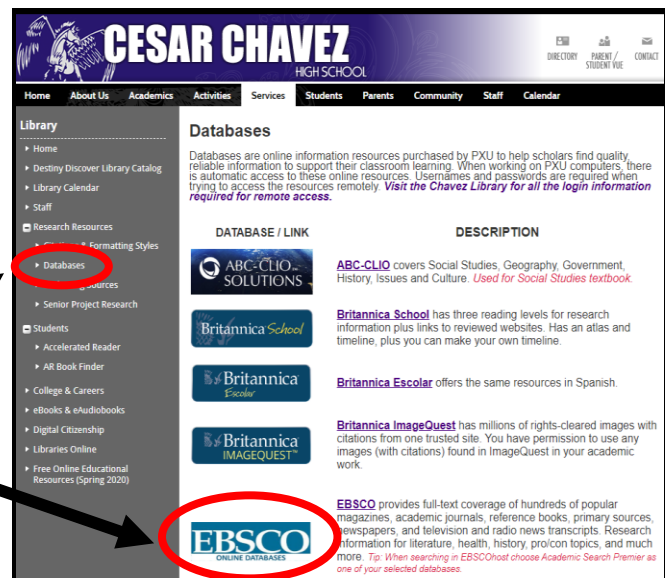 CESAR CHAVEZ
HIGH SCHOOL
DIRECTORY
PARENT /
STUDENT VUE
CONTACT
Home About Us Academics Activities Services Students Parents Community Staff Calendar
Library
Home
Destiny Discover Library Catalog
Library Calendar
Staff
Research Resources
& Formatting Styles
Databases
Sources
Senior Project Research
Students
Accelerated Reader
AR Book Finder
College & Careers
eBooks & eAudiobooks
Digital Citizenship
Libraries Online
Free Online Educational
Resources (Spring 2020)
Databases
Databases are online information resources purchased by PXU to help scholars find quality,
reliable information to support their classroom learning. When working on PXU computers, there
is automatic access to these online resources. Usernames and passwords are required when
trying to access the resources remotely. Visit the Chavez Library for all the login information
required for remote access.
DATABASE / LINK DESCRIPTION
ABC-CLIO
SOLUTIONS
ABC-CLIO covers Social Studies, Geography, Government,
History, Issues and Culture. Used for Social Studies textbook.
Britannica School
Britannica School has three reading levels for research
information plus links to reviewed websites. Has an atlas and
timeline, plus you can make your own timeline.
Britannica
Escolar
Britannica Escolar offers the same resources in Spanish.
Britannica
IMAGEQUEST™
Britannica ImageQuest has millions of rights-cleared images with
citations from one trusted site. You have permission to use any
images (with citations) found in ImageQuest in your academic
work.
EBSCO
ONLINE DATABASES
EBSCO provides full-text coverage of hundreds of popular
magazines, academic journals, reference books, primary sources,
newspapers, and television and radio news transcripts. Research
information for literature, health, history, pro/con topics, and much
more. Tip: When searching in EBSCOhost choose Academic Search Premier as
one of your selected databases.